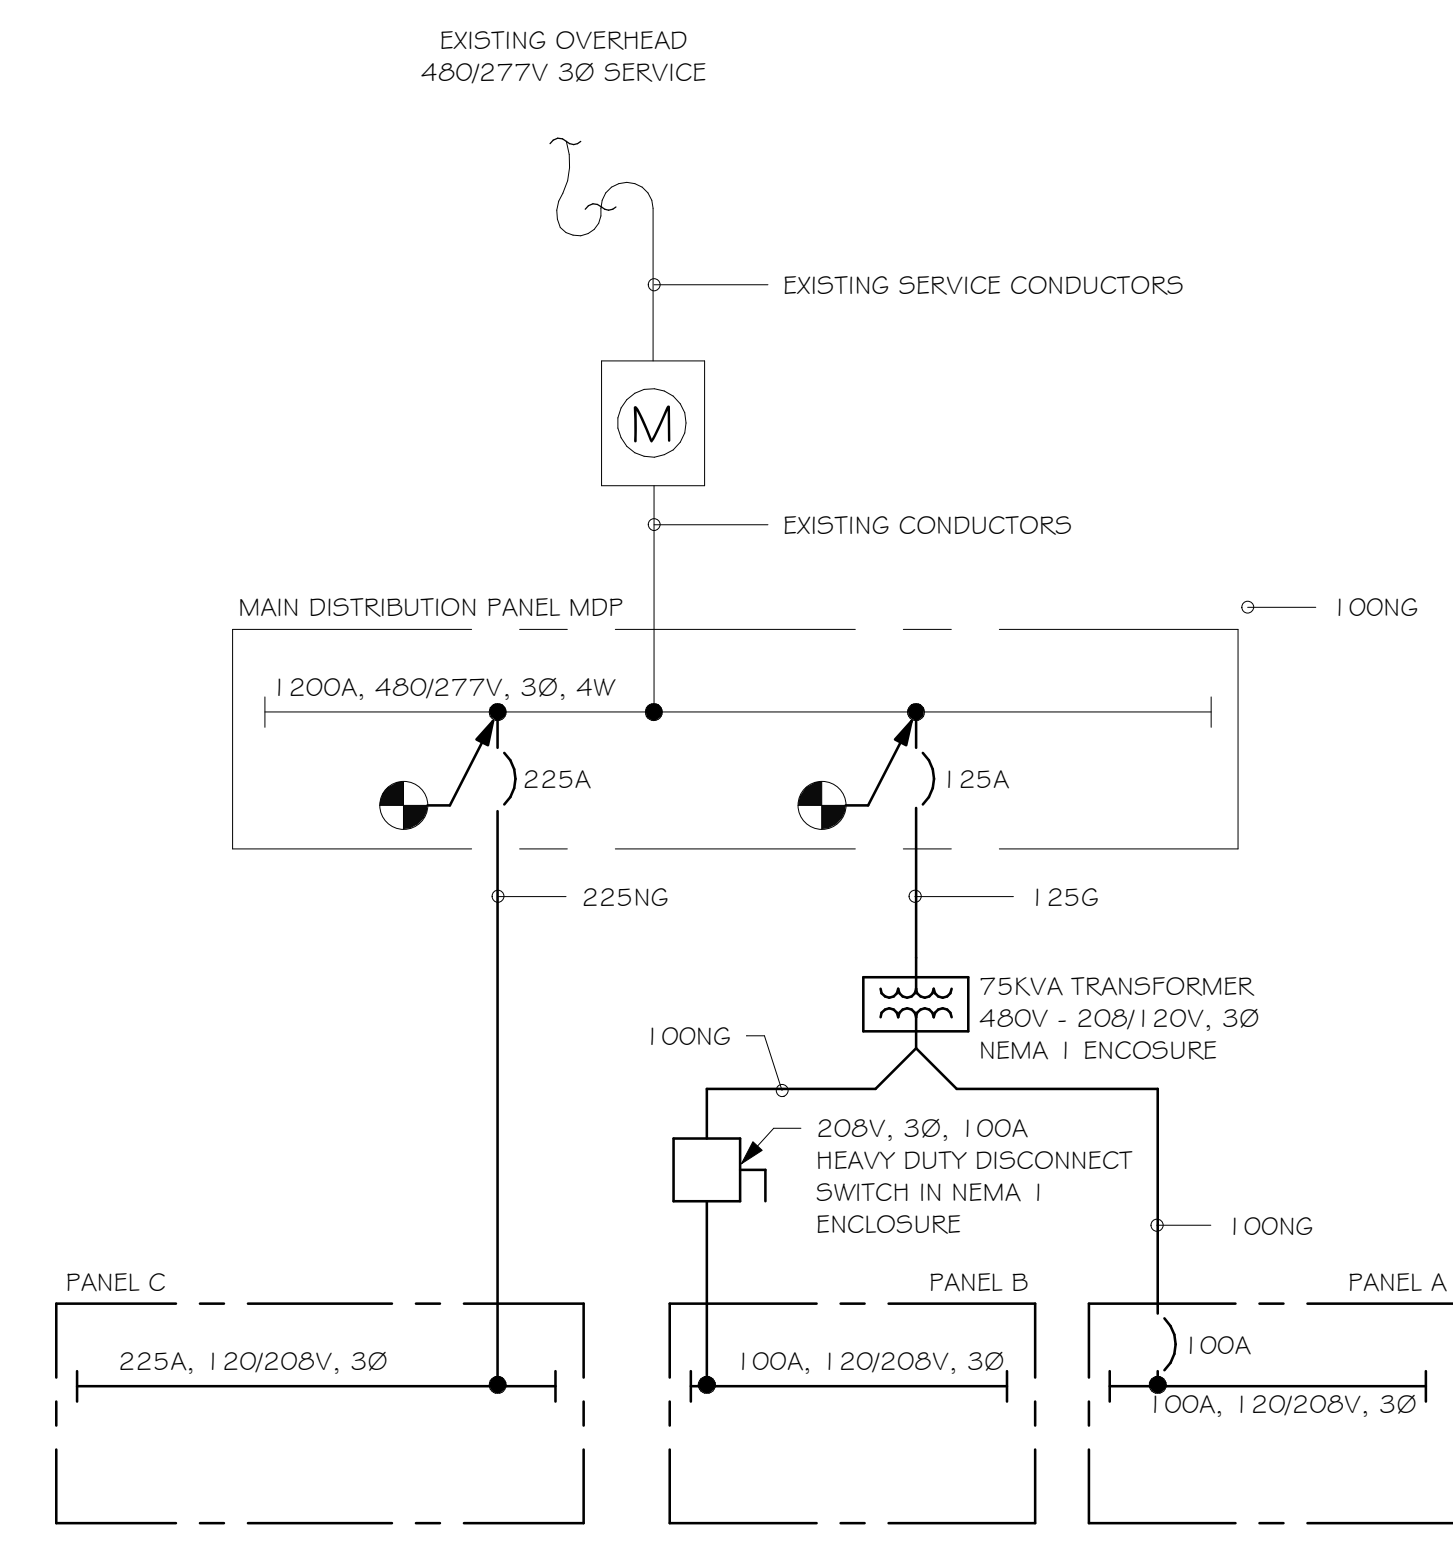 EXISTING OVERHEAD
480/277V 3Ø SERVICE
EXISTING SERVICE CONDUCTORS
M
EXISTING CONDUCTORS
MAIN DISTRIBUTION PANEL MDP
100NG
1200A, 480/277V, 3Ø, 4W
225A
125A
225NG
125G
75KVA TRANSFORMER
480V - 208/120V, 3Ø
NEMA 1 ENCOSURE
100NG
208V, 3Ø, 100A
HEAVY DUTY DISCONNECT
SWITCH IN NEMA 1
ENCLOSURE
100NG
PANEL C
PANEL B
PANEL A
225A, 120/208V, 3Ø
100A, 120/208V, 3Ø
100A
100A, 120/208V, 3Ø